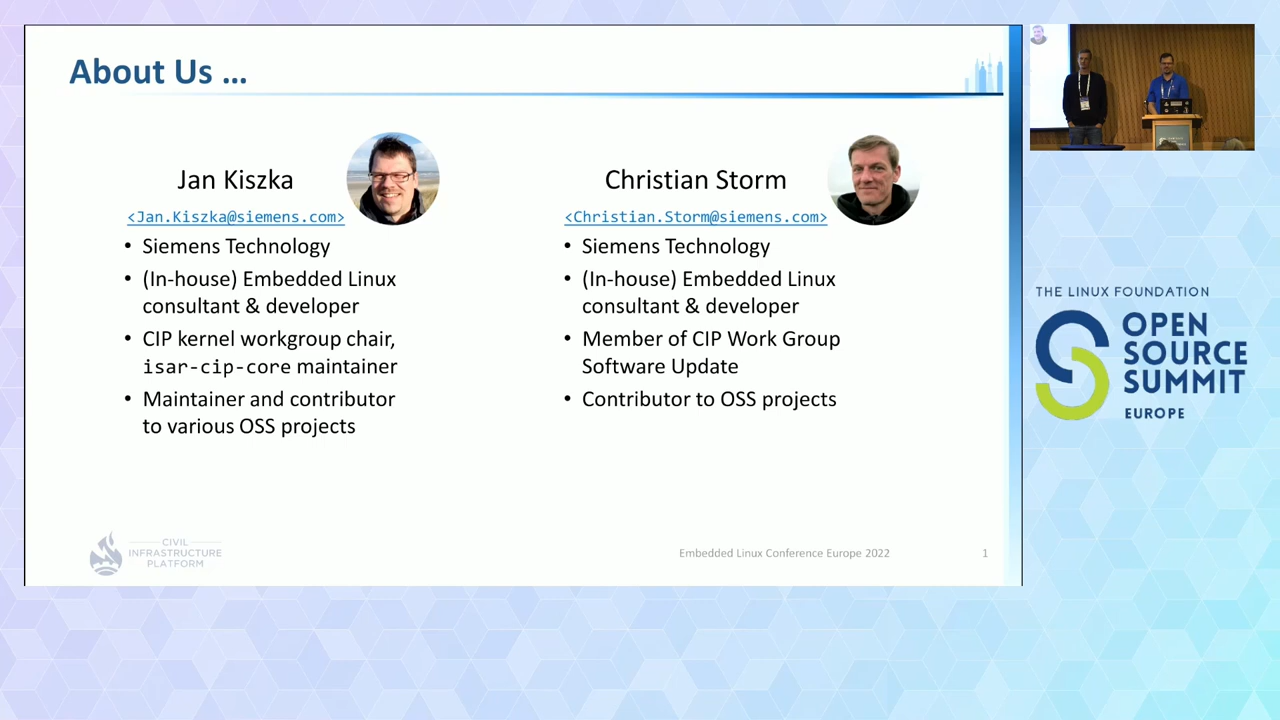 About Us ...
Jan Kiszka
<Jan.Kiszka@siemens.com>
• Siemens Technology
• (In-house) Embedded Linux
consultant & developer
• CIP kernel workgroup chair,
isar-cip-core maintainer
• Maintainer and contributor
to various OSS projects
Christian Storm
<Christian.Storm@siemens.com>
• Siemens Technology
• (In-house) Embedded Linux
consultant & developer
• Member of CIP Work Group
Software Update
• Contributor to OSS projects
CIVIL
INFRASTRUCTURE
PLATFORM
Embedded Linux Conference Europe 2022
1
THE LINUX FOUNDATION
OPEN
SOURCE
SUMMIT
EUROPE